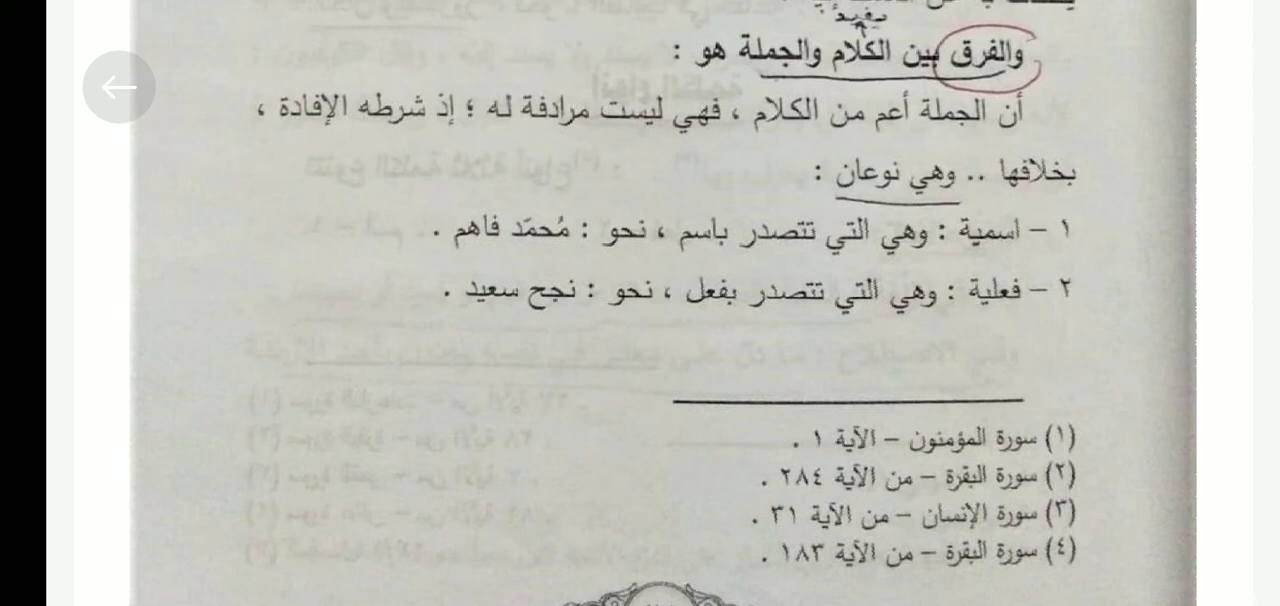 يفيد
والفرق بين الكلام والجملة هو :
أن الجملة أعم من الكلام ، فهي ليست مرادفة له ؛ إذ شرطه الإفادة ،
بخلافها .. وهي نوعان :
١ – اسمية : وهي التي تتصدر باسم ، نحو : مُحمّد فاهم .
٢ – فعلية : وهي التي تتصدر بفعل ، نحو : نجح سعيد .
(١) سورة المؤمنون – الآية ١ .
(٢) سورة البقرة – من الآية ٢٨٤ .
(٣) سورة الإنسان – من الآية ٣١ .
(٤) سورة البقرة – من الآية ١٨٣ .